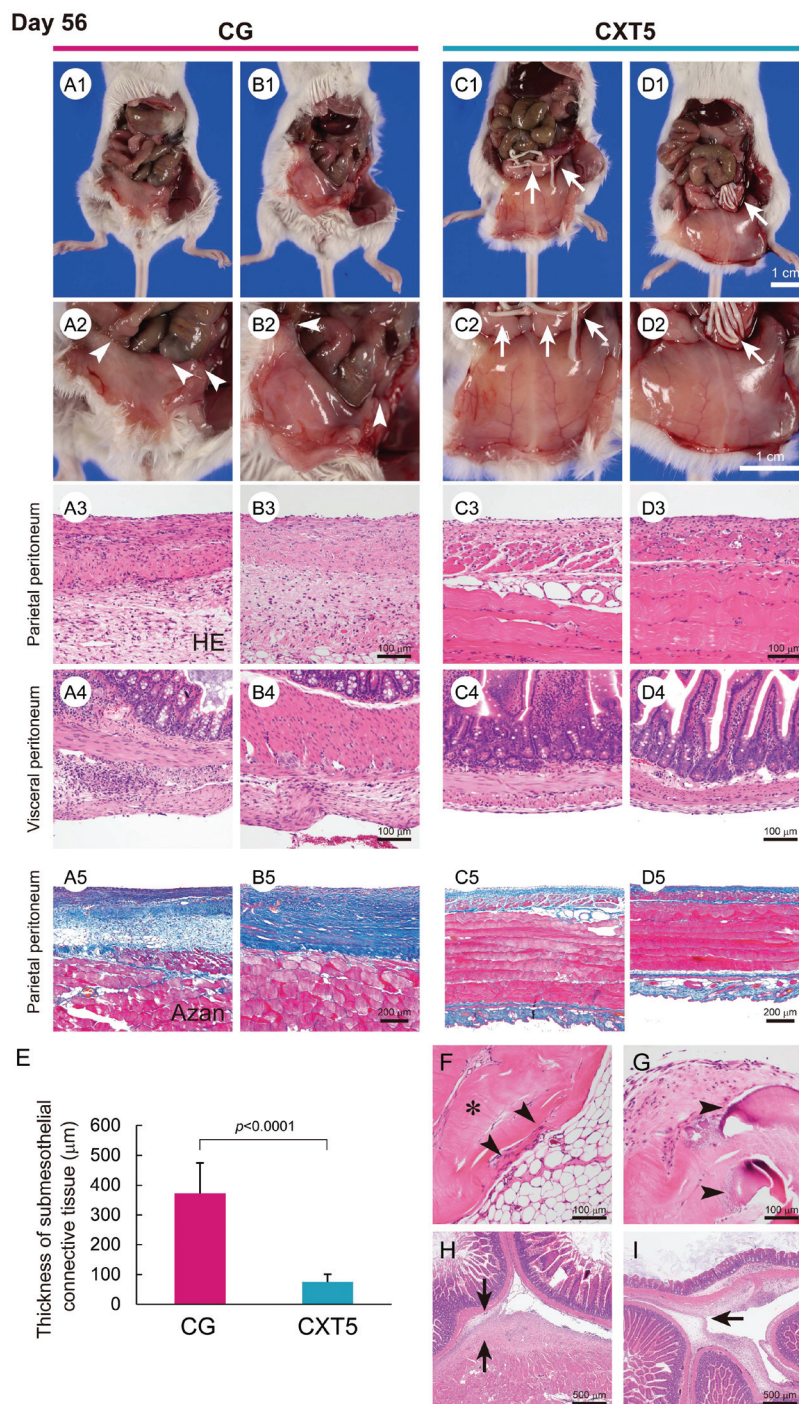 Day 56
CG
CXT5
A1
B1
C1
D1
1 cm
A2
B2
C2
D2
1 cm
Parietal peritoneum
A3
B3
C3
D3
HE
100 μm
100 μm
Visceral peritoneum
A4
B4
C4
D4
100 μm
100 μm
Parietal peritoneum
A5
B5
C5
D5
Azan
200 μm
200 μm
E
Thickness of submesothelial
connective tissue (μm)
600
500
400
300
200
100
0
p<0.0001
CG
CXT5
F
*
100 μm
G
100 μm
H
500 μm
I
500 μm